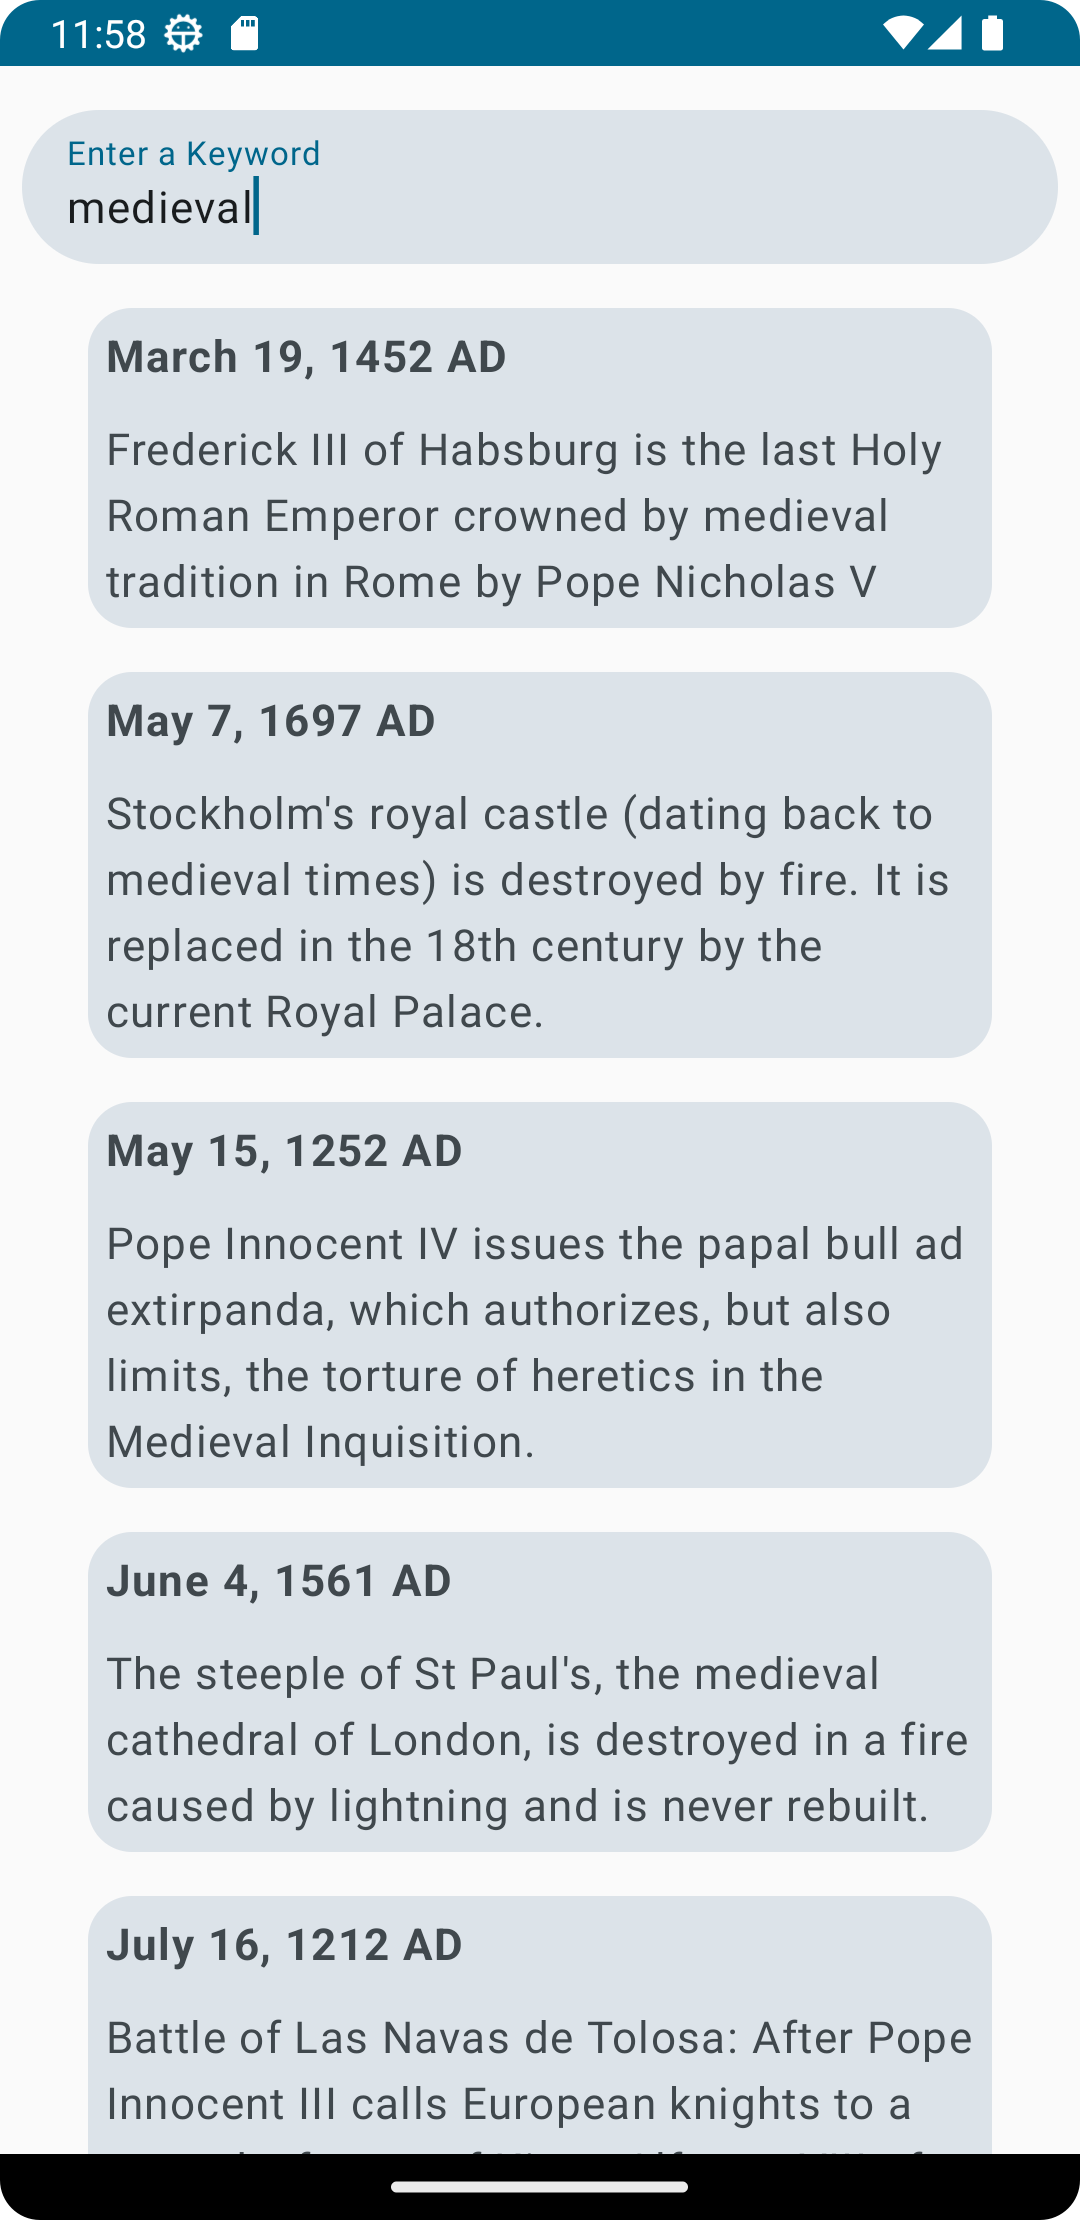 11:58
Enter a Keyword
medieval
March 19, 1452 AD
Frederick III of Habsburg is the last Holy
Roman Emperor crowned by medieval
tradition in Rome by Pope Nicholas V
May 7, 1697 AD
Stockholm's royal castle (dating back to
medieval times) is destroyed by fire. It is
replaced in the 18th century by the
current Royal Palace.
May 15, 1252 AD
Pope Innocent IV issues the papal bull ad
extirpanda, which authorizes, but also
limits, the torture of heretics in the
Medieval Inquisition.
June 4, 1561 AD
The steeple of St Paul's, the medieval
cathedral of London, is destroyed in a fire
caused by lightning and is never rebuilt.
July 16, 1212 AD
Battle of Las Navas de Tolosa: After Pope
Innocent III calls European knights to a